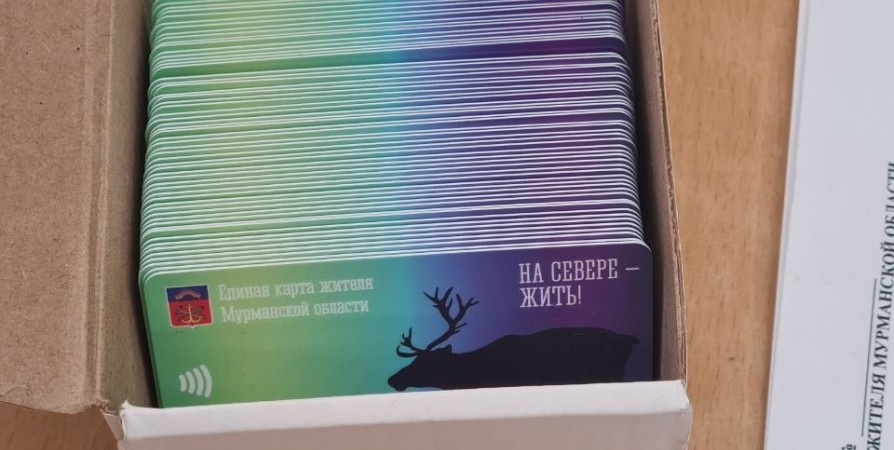 Единая карта жителя
Мурманской области
НА СЕВЕРЕ –
ЖИТЬ!
ЖИТЕЛЯ МУРМАНСКОЙ ОБЛАСТИ